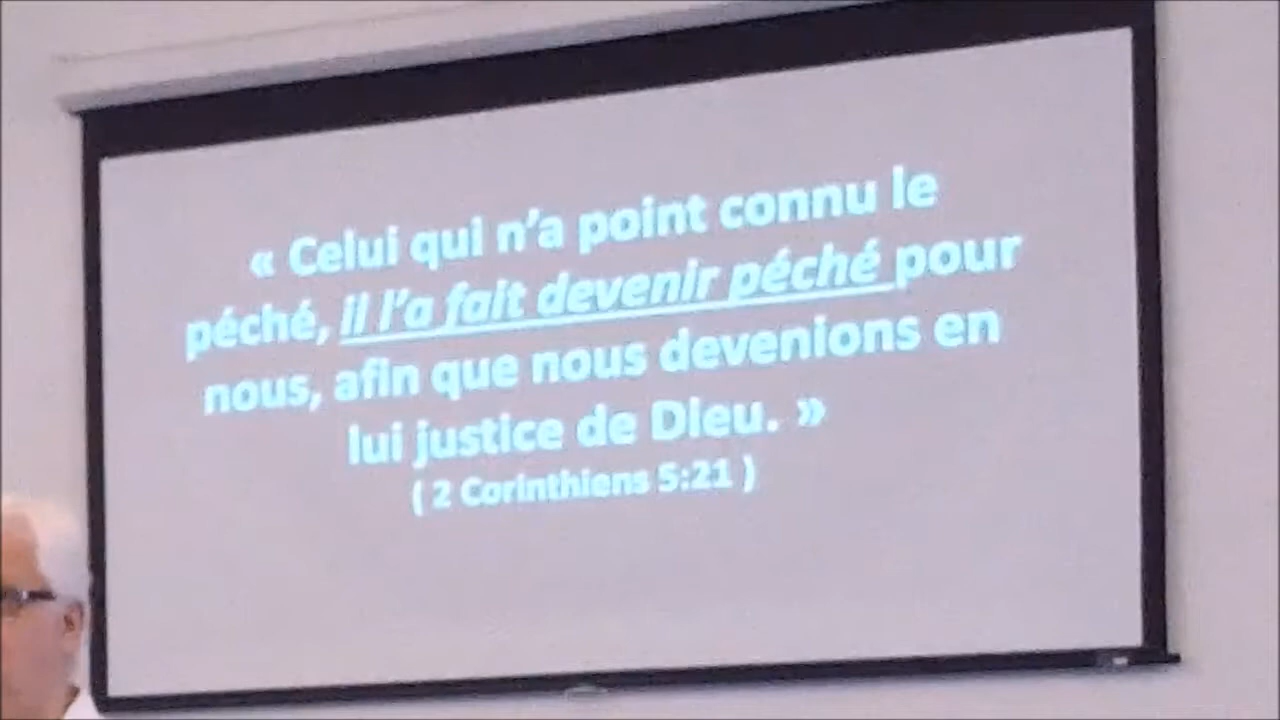 « Celui qui n’a point connu le
péché, il l’a fait devenir péché pour
nous, afin que nous devenions en
lui justice de Dieu. »
( 2 Corinthiens 5:21 )